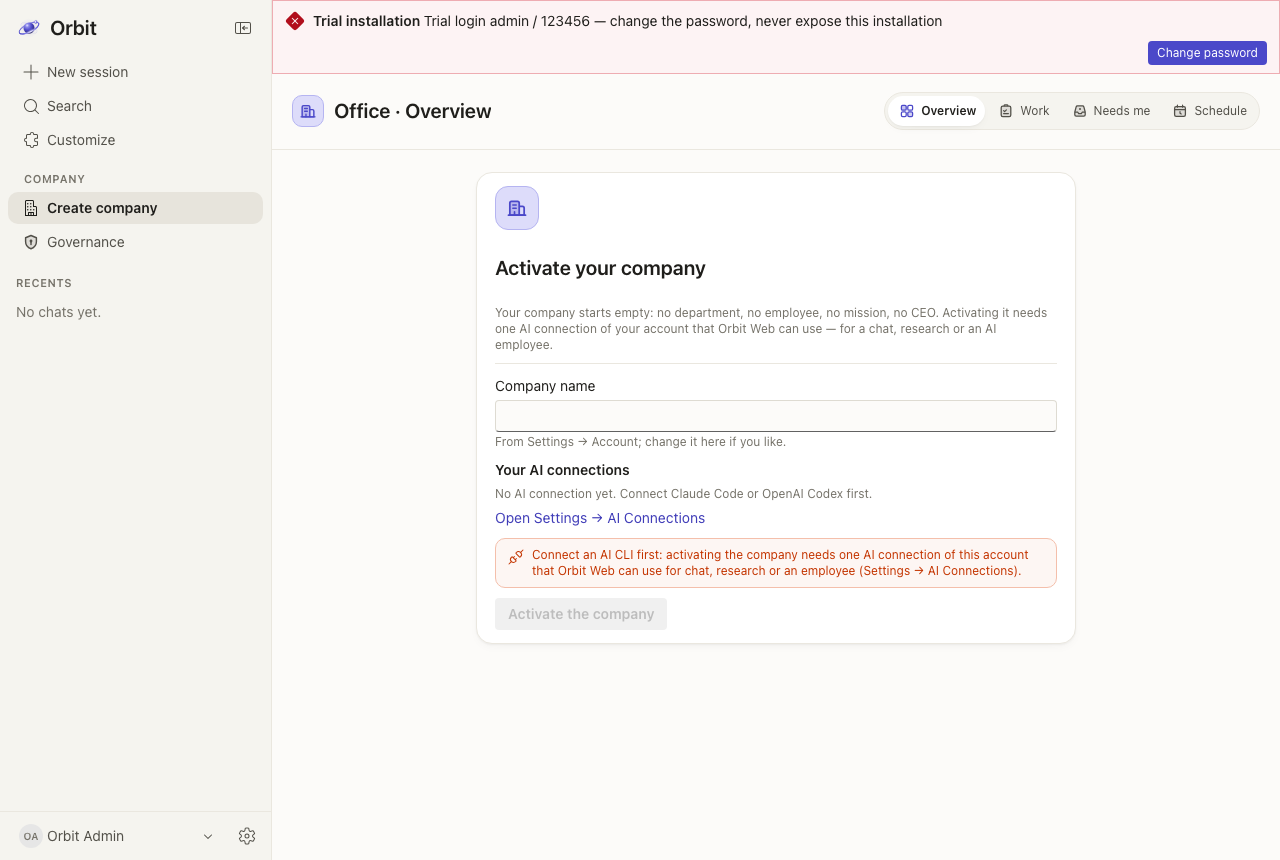 Orbit
New session
Search
Customize
COMPANY
Create company
Governance
RECENTS
No chats yet.
OA Orbit Admin
Trial installation Trial login admin / 123456 — change the password, never expose this installation
Change password
Office · Overview
Overview
Work
Needs me
Schedule
Activate your company
Your company starts empty: no department, no employee, no mission, no CEO. Activating it needs
one AI connection of your account that Orbit Web can use — for a chat, research or an AI
employee.
Company name
From Settings → Account; change it here if you like.
Your AI connections
No AI connection yet. Connect Claude Code or OpenAI Codex first.
Open Settings → AI Connections
Connect an AI CLI first: activating the company needs one AI connection of this account
that Orbit Web can use for chat, research or an employee (Settings → AI Connections).
Activate the company